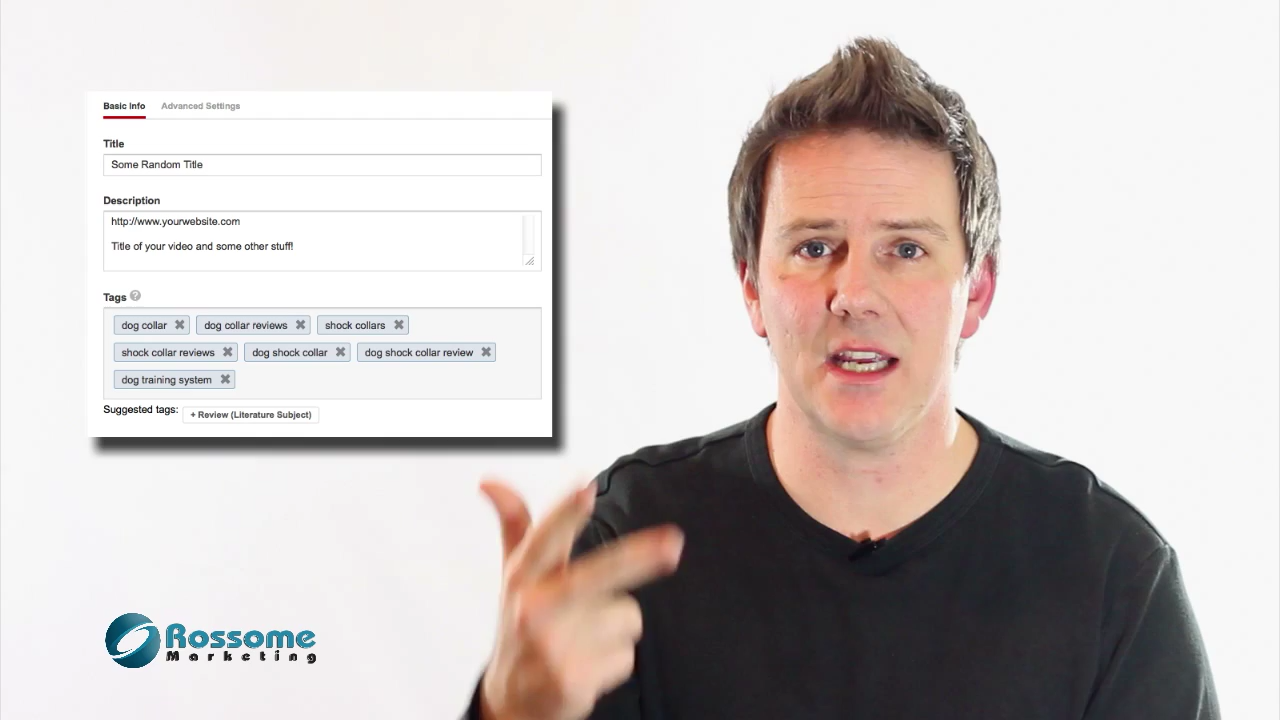 Basic Info Advanced Settings
Title
Some Random Title
Description
http://www.yourwebsite.com
Title of your video and some other stuff!
Tags ?
dog collar ✖ dog collar reviews ✖ shock collars ✖
shock collar reviews ✖ dog shock collar ✖ dog shock collar review ✖
dog training system ✖
Suggested tags: + Review (Literature Subject)
Rossome
Marketing